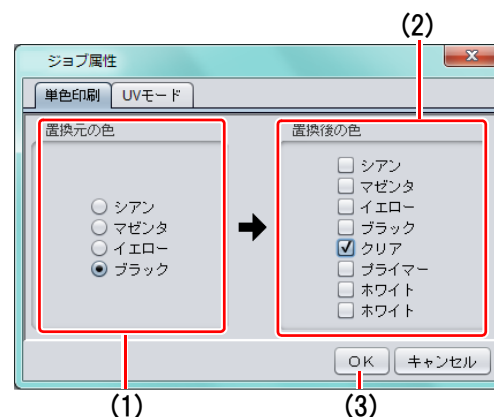 (2)
ジョブ属性
単色印刷 UVモード
置換元の色
シアン
マゼンタ
イエロー
ブラック
置換後の色
シアン
マゼンタ
イエロー
ブラック
クリア
プライマー
ホワイト
ホワイト
OK キャンセル
(1) (3)